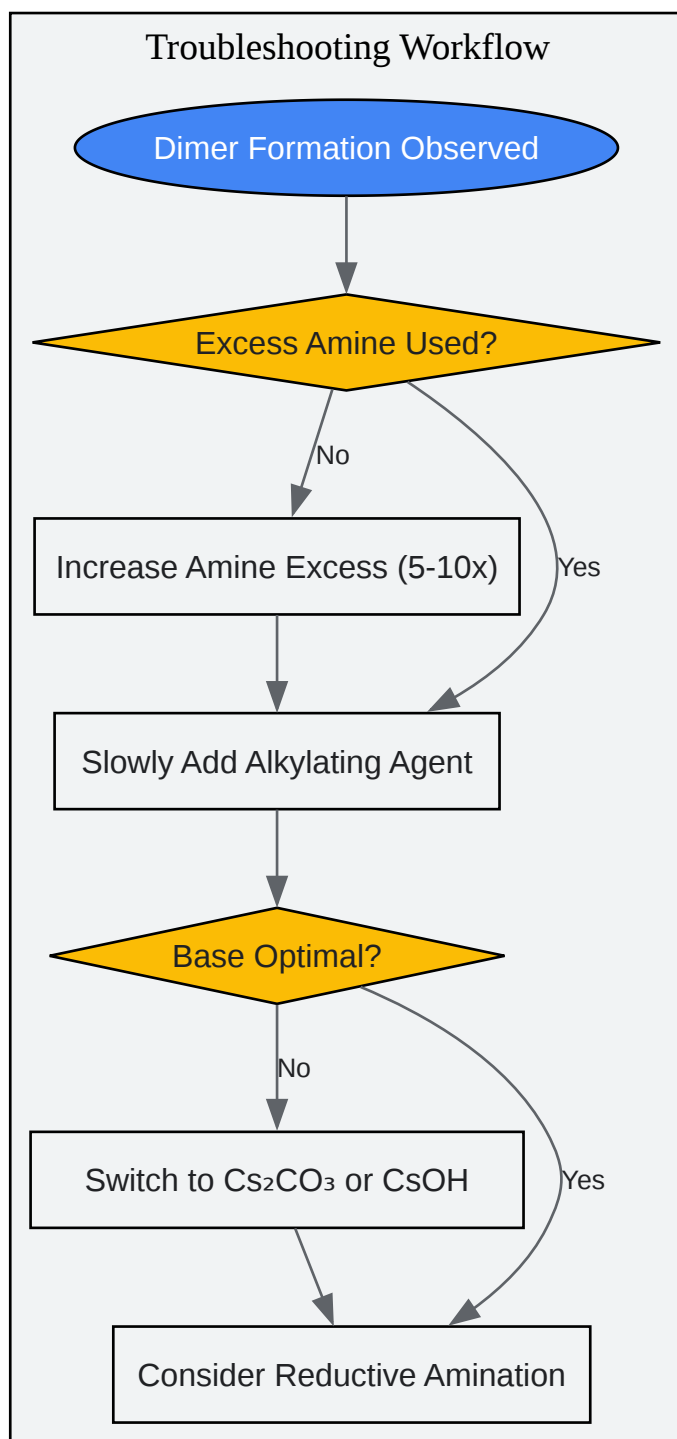 Troubleshooting Workflow
Dimer Formation Observed
Excess Amine Used?
No
Increase Amine Excess (5-10x)
Yes
Slowly Add Alkylating Agent
Base Optimal?
No
Switch to Cs₂CO₃ or CsOH
Yes
Consider Reductive Amination